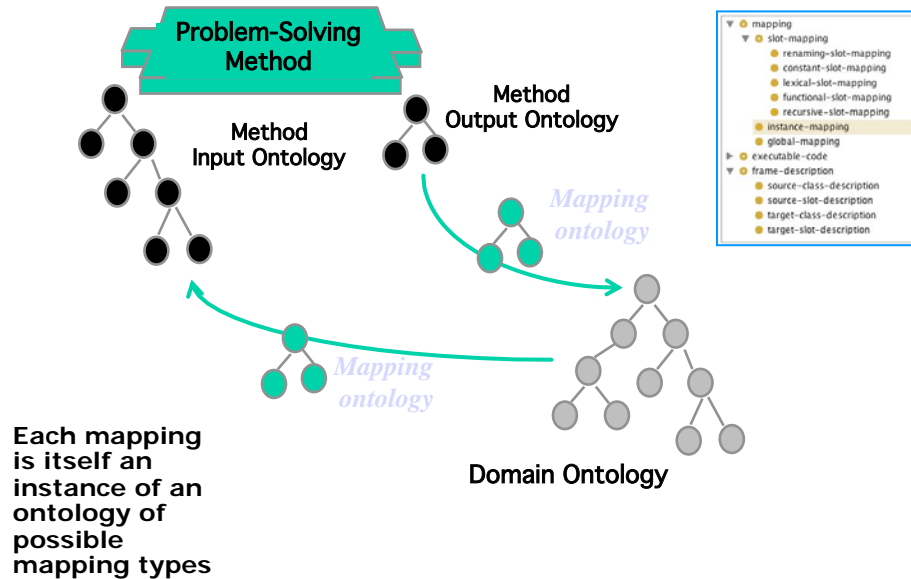 Problem-Solving
Method
Method
Input Ontology
Method
Output Ontology
Mapping
ontology
Mapping
ontology
Domain Ontology
Each mapping
is itself an
instance of an
ontology of
possible
mapping types
mapping
slot-mapping
renaming-slot-mapping
constant-slot-mapping
lexical-slot-mapping
functional-slot-mapping
recursive-slot-mapping
instance-mapping
global-mapping
executable-code
frame-description
source-class-description
source-slot-description
target-class-description
target-slot-description